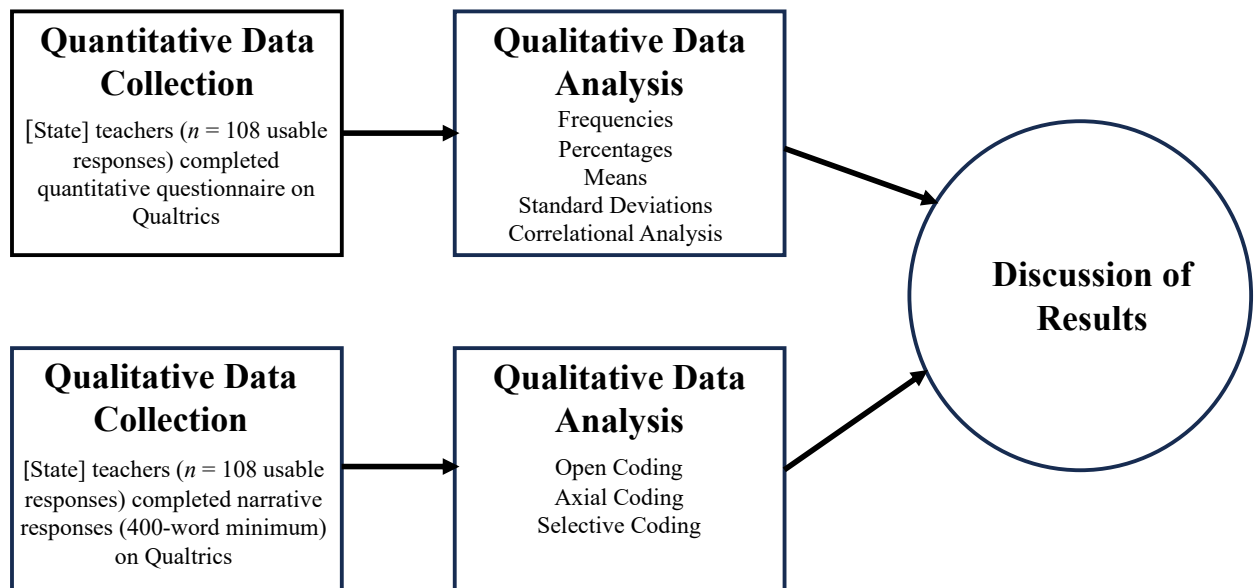 Quantitative Data
Collection
[State] teachers (n = 108 usable
responses) completed
quantitative questionnaire on
Qualtrics
Qualitative Data
Analysis
Frequencies
Percentages
Means
Standard Deviations
Correlational Analysis
Discussion of
Results
Qualitative Data
Collection
[State] teachers (n = 108 usable
responses) completed narrative
responses (400-word minimum)
on Qualtrics
Qualitative Data
Analysis
Open Coding
Axial Coding
Selective Coding